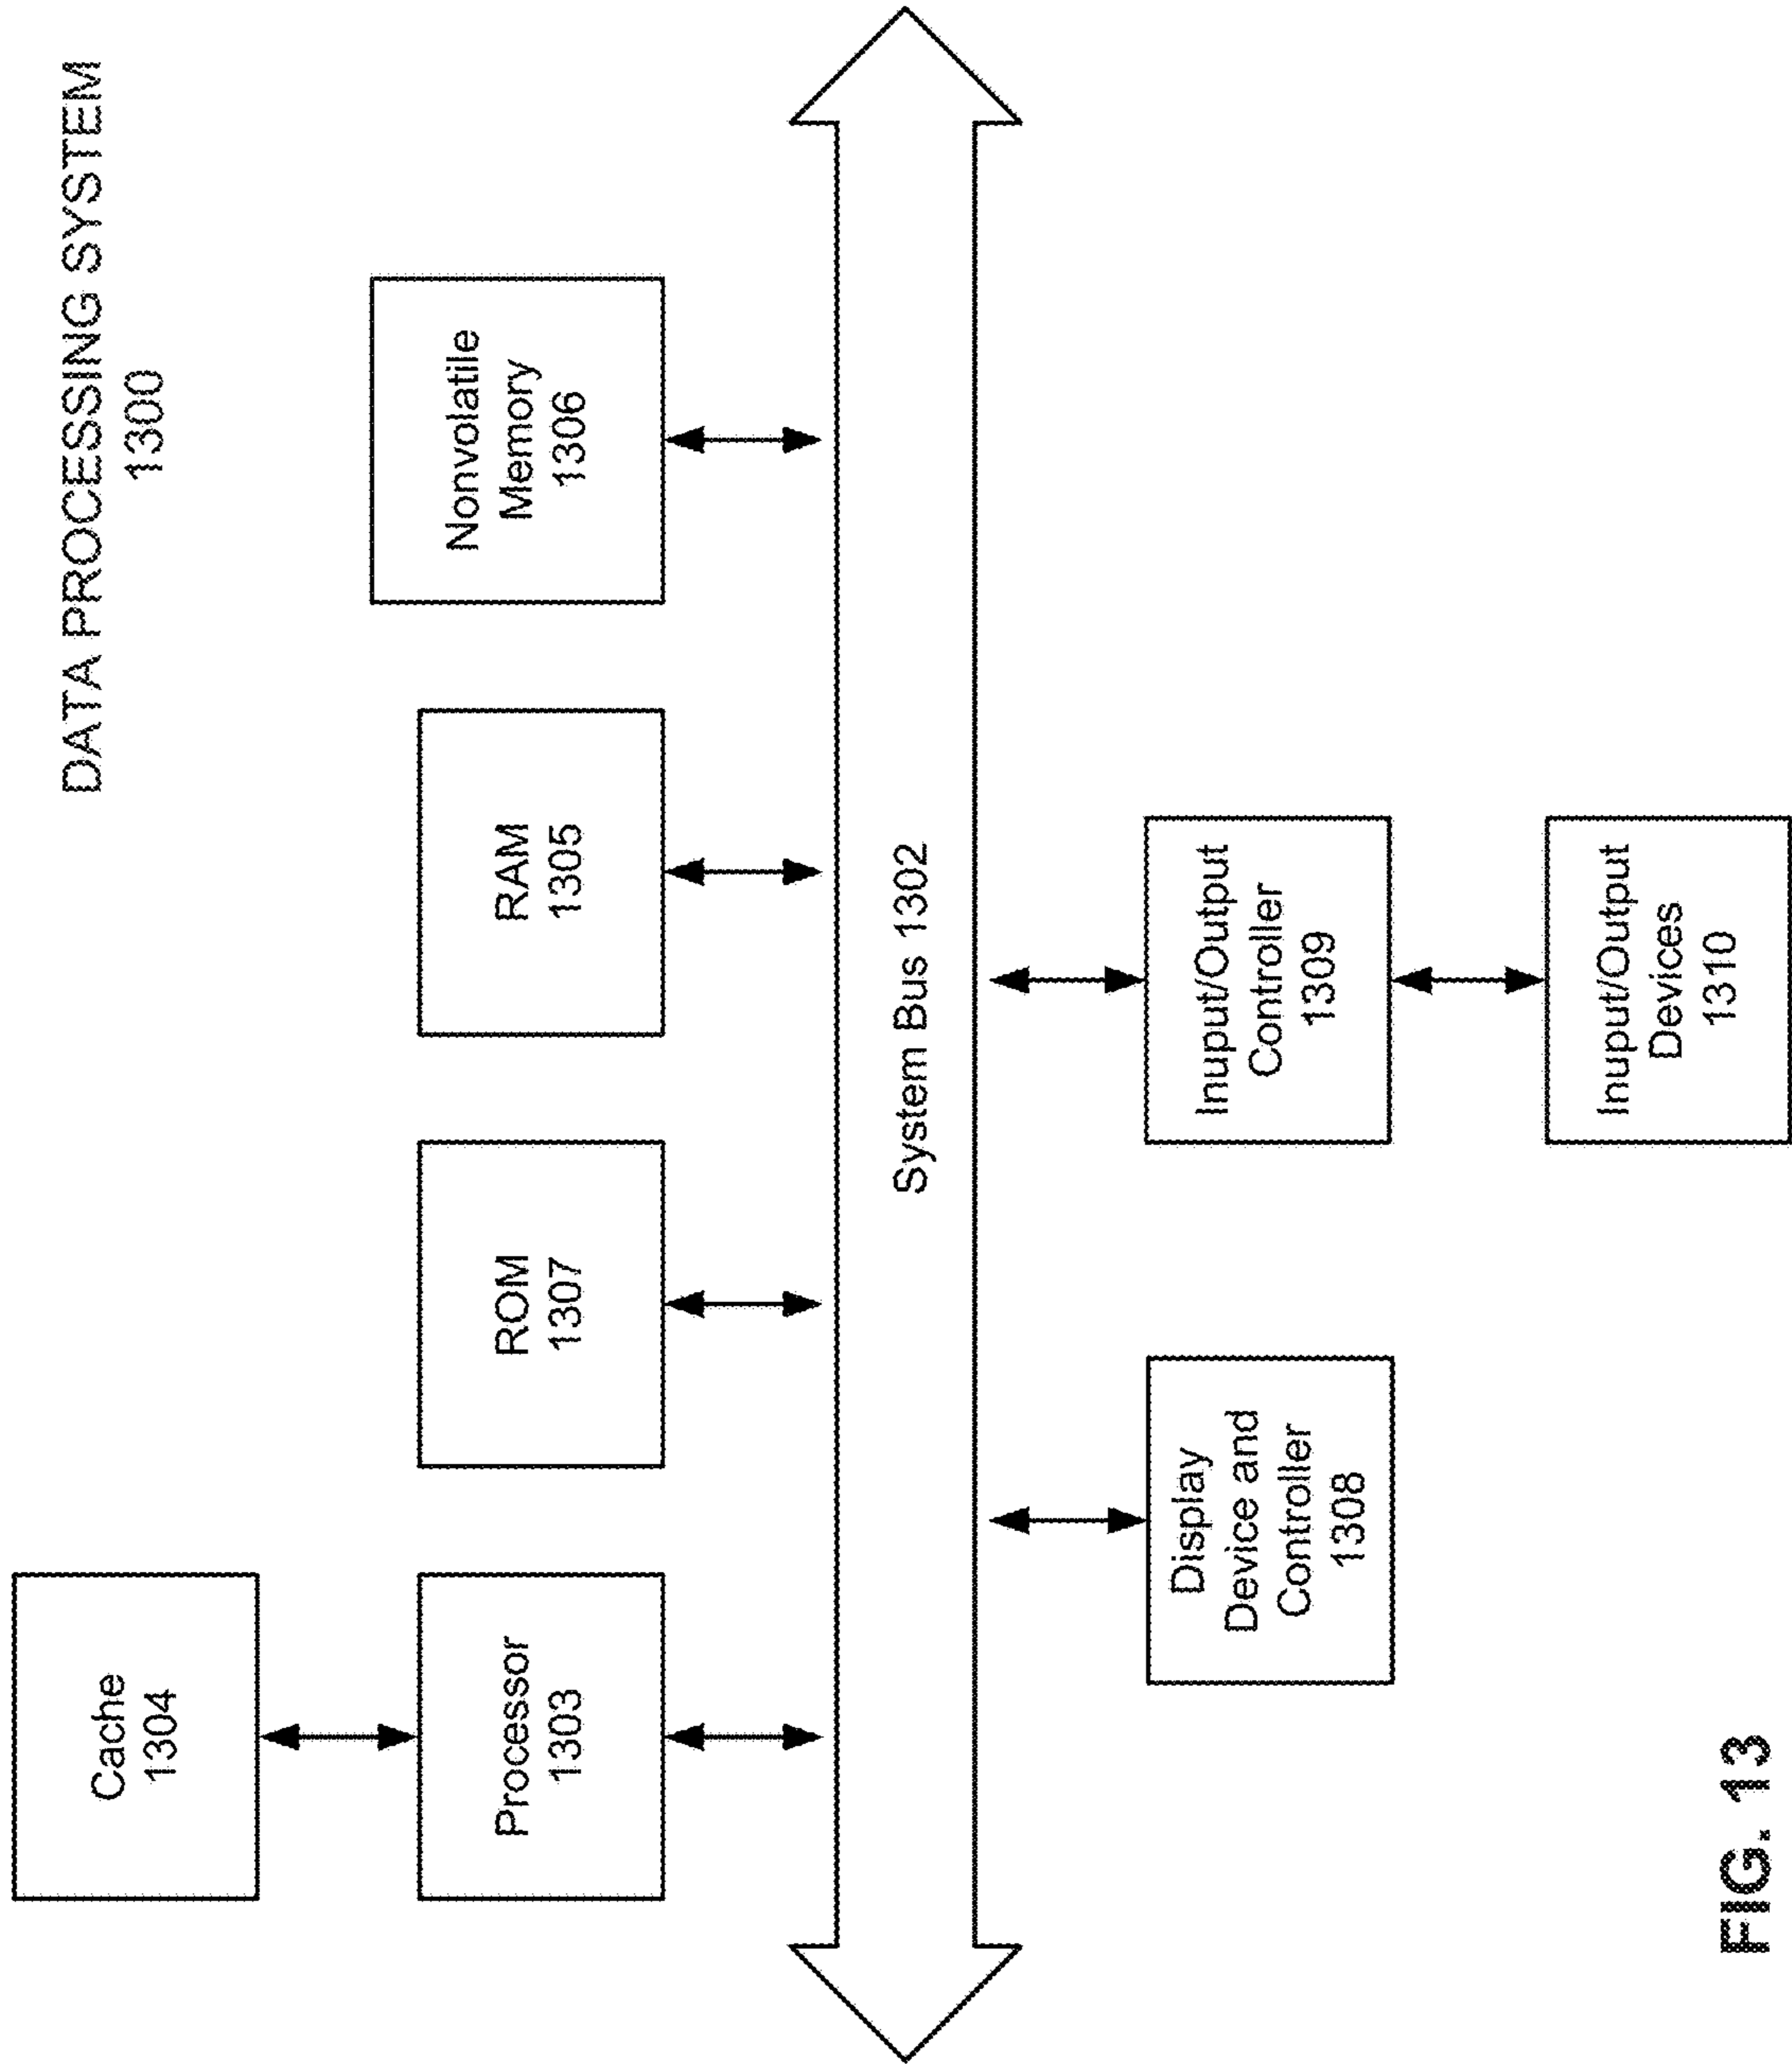 DATA PROCESSING SYSTEM
1300
Cache
1304
Processor
1303
ROM
1307
RAM
1305
Nonvolatile
Memory
1306
System Bus 1302
Display
Device and
Controller
1308
Inuput/Output
Controller
1309
Inuput/Output
Devices
1310
FIG. 13